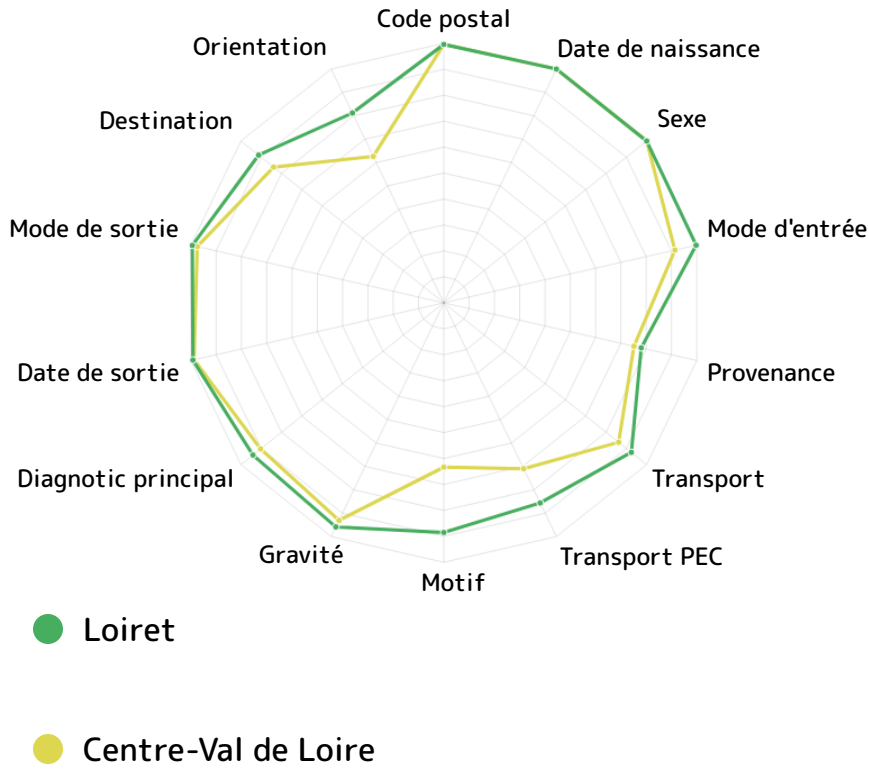 Code postal
Date de naissance
Sexe
Mode d'entrée
Provenance
Transport
Transport PEC
Motif
Gravité
Diagnotic principal
Date de sortie
Mode de sortie
Destination
Orientation
Loiret
Centre-Val de Loire